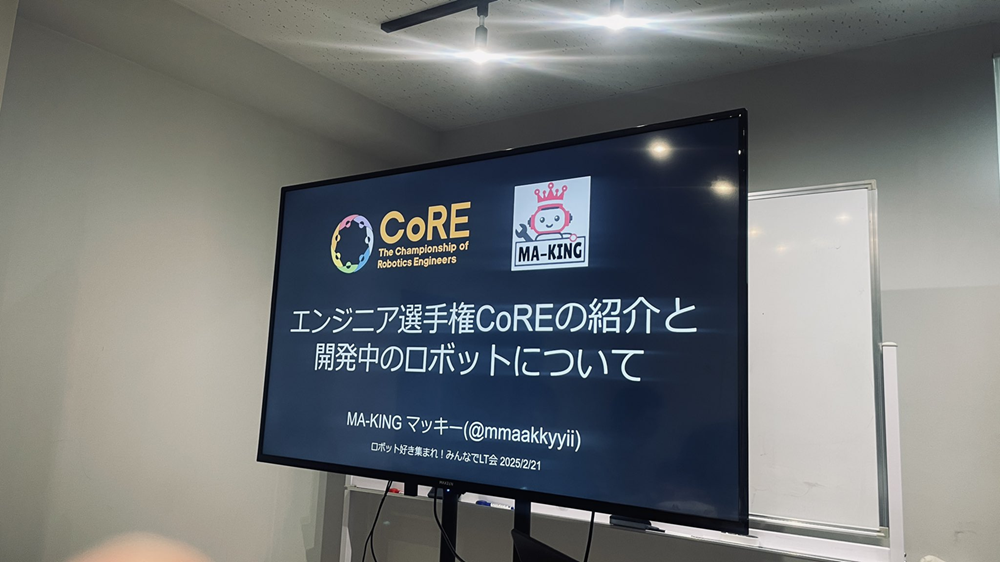 CoRE
The Championship of
Robotics Engineers
MA-KING
エンジニア選手権CoREの紹介と
開発中のロボットについて
MA-KING マッキー(@mmaakkyyii)
ロボット好き集まれ！みんなでLT会 2025/2/21